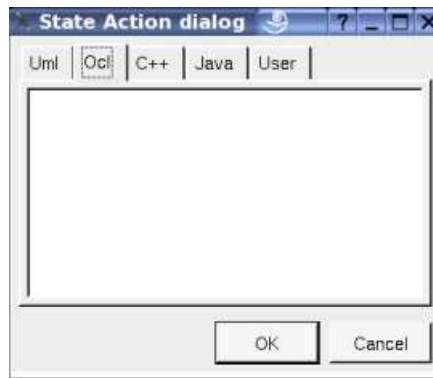 State Action dialog ?
Uml Ocl C++ Java User
OK Cancel